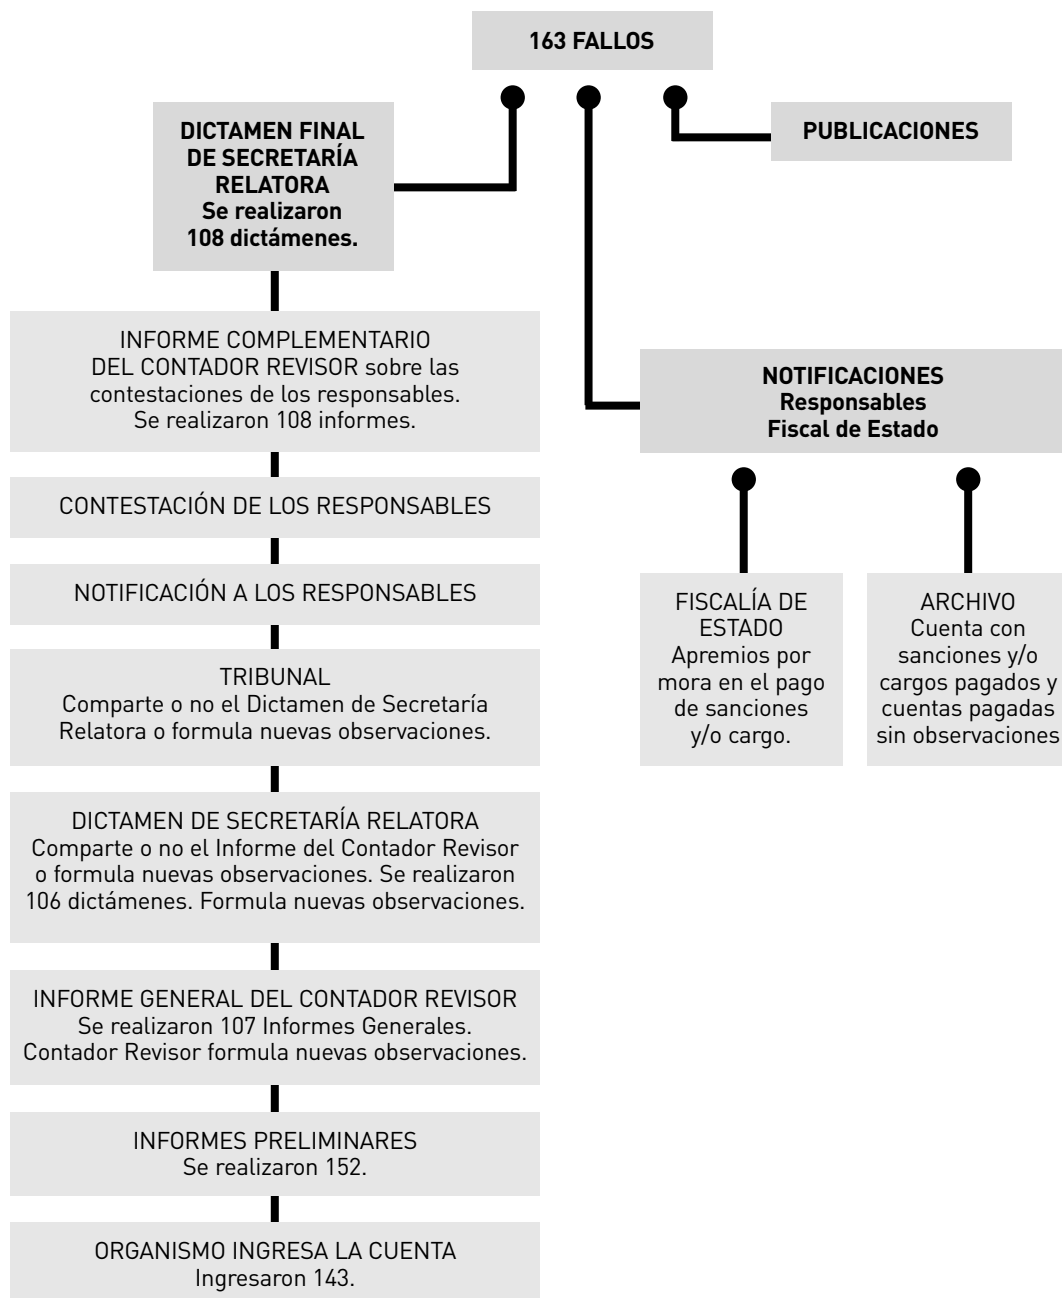 163 FALLOS
DICTAMEN FINAL
DE SECRETARÍA
RELATORA
Se realizaron
108 dictámenes.
PUBLICACIONES
INFORME COMPLEMENTARIO
DEL CONTADOR REVISOR sobre las
contestaciones de los responsables.
Se realizaron 108 informes.
CONTESTACIÓN DE LOS RESPONSABLES
NOTIFICACIÓN A LOS RESPONSABLES
TRIBUNAL
Comparte o no el Dictamen de Secretaría
Relatora o formula nuevas observaciones.
DICTAMEN DE SECRETARÍA RELATORA
Comparte o no el Informe del Contador Revisor
o formula nuevas observaciones. Se realizaron
106 dictámenes. Formula nuevas observaciones.
INFORME GENERAL DEL CONTADOR REVISOR
Se realizaron 107 Informes Generales.
Contador Revisor formula nuevas observaciones.
INFORMES PRELIMINARES
Se realizaron 152.
ORGANISMO INGRESA LA CUENTA
Ingresaron 143.
NOTIFICACIONES
Responsables
Fiscal de Estado
FISCALÍA DE
ESTADO
Apremios por
mora en el pago
de sanciones
y/o cargo.
ARCHIVO
Cuenta con
sanciones y/o
cargos pagados y
cuentas pagadas
sin observaciones